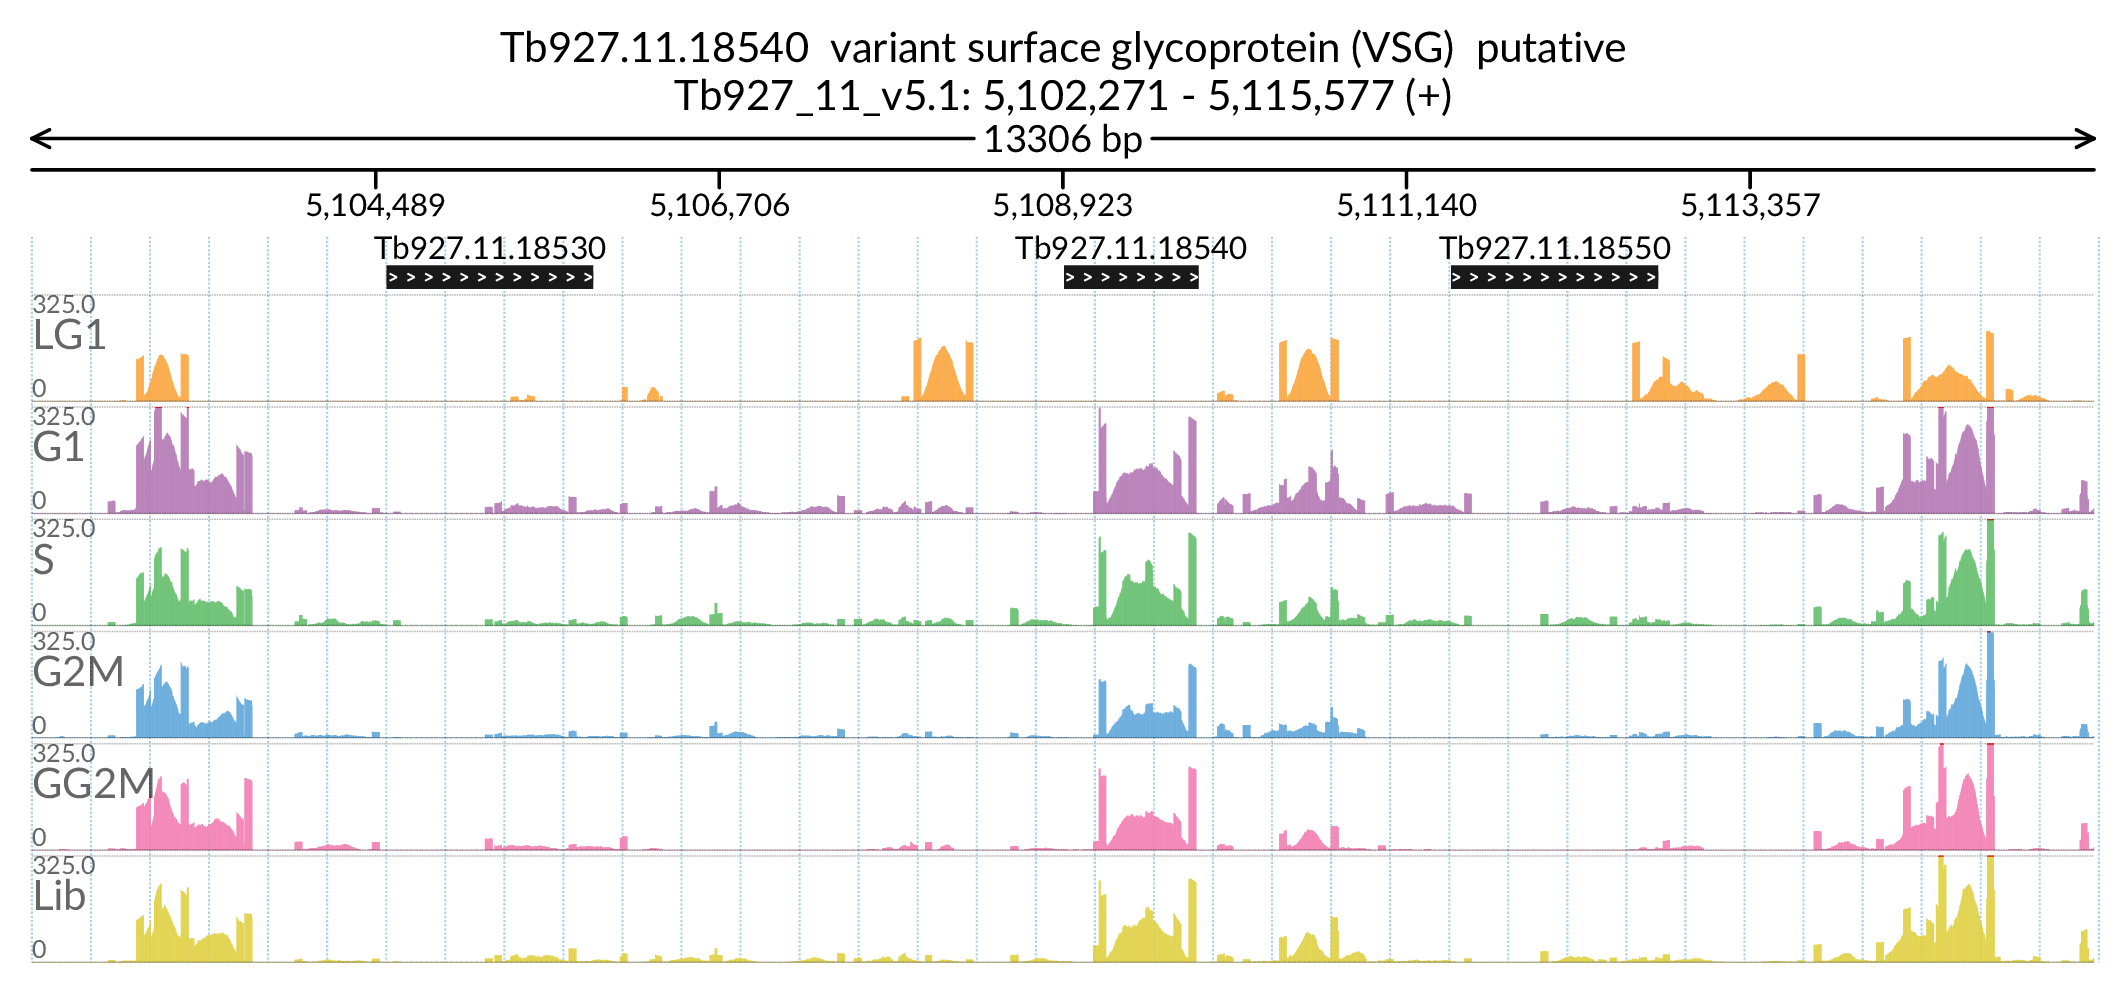 Tb927.11.18540 variant surface glycoprotein (VSG) putative
Tb927_11_v5.1: 5,102,271 - 5,115,577 (+)
13306 bp
5,104,489 5,106,706 5,108,923 5,111,140 5,113,357
Tb927.11.18530 Tb927.11.18540 Tb927.11.18550
325.0
LG1
0
325.0
G1
0
325.0
S
0
325.0
G2M
0
325.0
GG2M
0
325.0
Lib
0